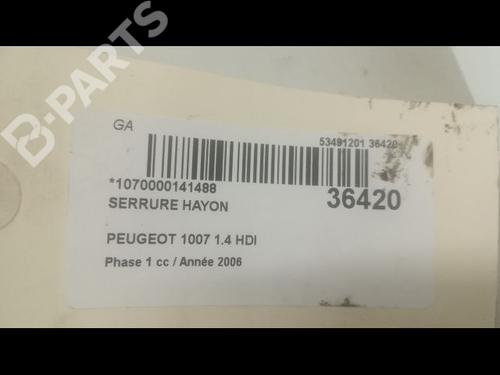 B-PARTS
GA
53491201 36420
*1070000141488
36420
SERRURE HAYON
PEUGEOT 1007 1.4 HDI
Phase 1 cc / Année 2006